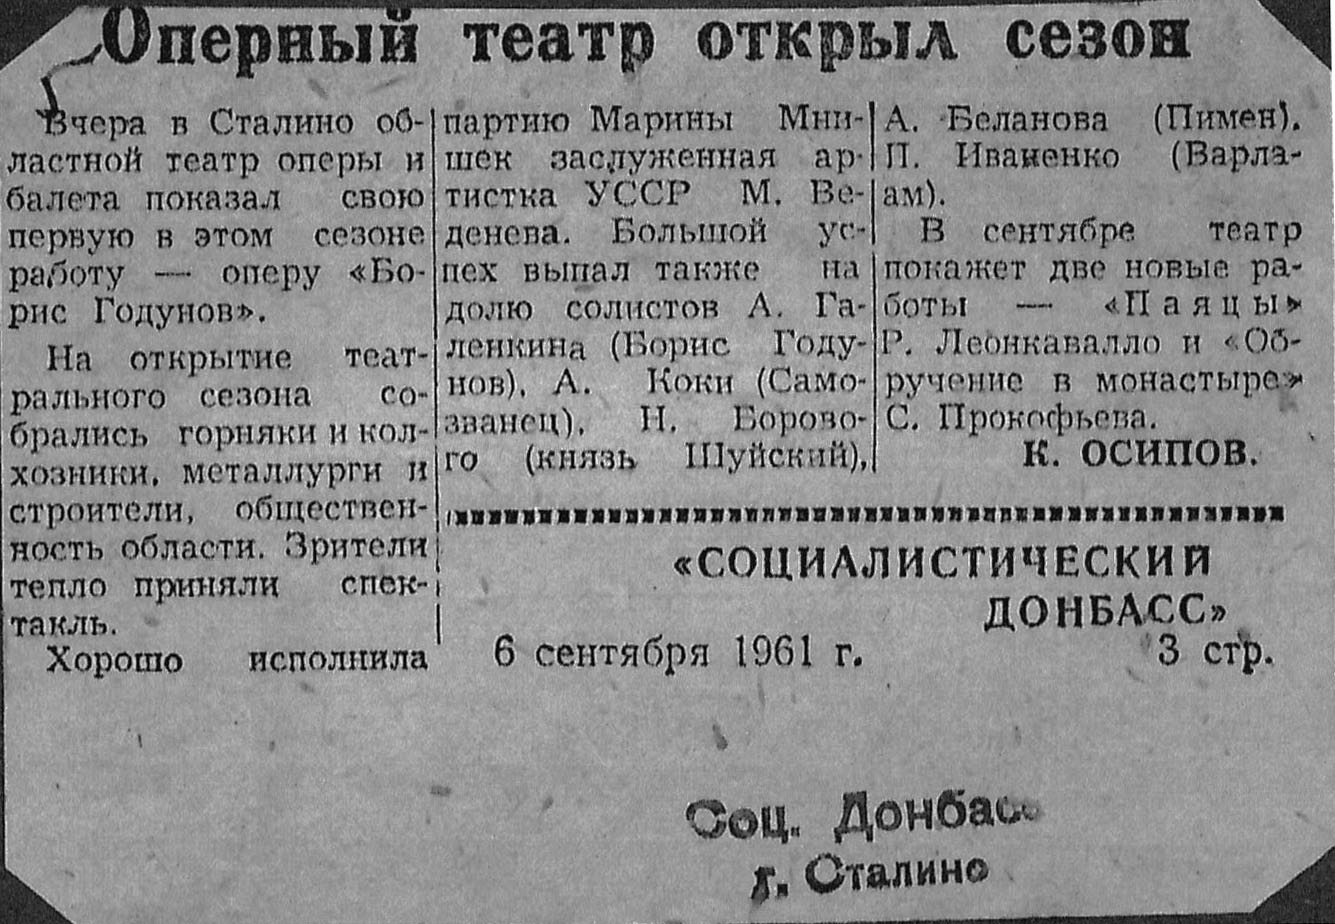 Оперный театр открыл сезон
Вчера в Сталино об-
ластной театр оперы и
балета показал свою
первую в этом сезоне
работу — оперу «Бо-
рис Годунов».
На открытие теат-
рального сезона со-
брались горняки и кол-
хозники, металлурги и
строители, обществен-
ность области. Зрители
тепло приняли спек-
такль.
Хорошо исполнила
партию Марины Мни-
шек заслуженная ар-
тистка УССР М. Ве-
денева. Большой ус-
пех выпал также на
долю солистов А. Га-
ленкина (Борис Году-
нов), А. Коки (Само-
званец), Н. Борово-
го (князь Шуйский),
А. Беланова (Пимен),
П. Иваненко (Варла-
ам).
В сентябре театр
покажет две новые ра-
боты — «Паяцы»
Р. Леонкавалло и «Об-
ручение в монастыре»
С. Прокофьева.
К. ОСИПОВ.
«СОЦИАЛИСТИЧЕСКИЙ
ДОНБАСС»
6 сентября 1961 г. 3 стр.
Соц. Донбасс
г. Сталино